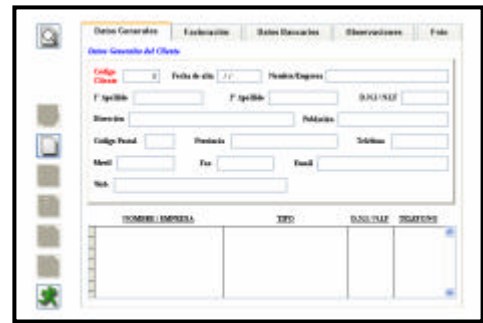 Datos Generales Facturación Datos Bancarios Observaciones Foto
Datos Generales del Cliente
Código Cliente 0 Fecha de alta / / Nombre/Empresa
1º Apellido 2º Apellido D.N.I / N.I.F
Dirección Población
Código Postal Provincia Teléfono
Movil Fax Email
Web
NOMBRE / EMPRESA TIPO D.N.I / N.I.F TELEFONO